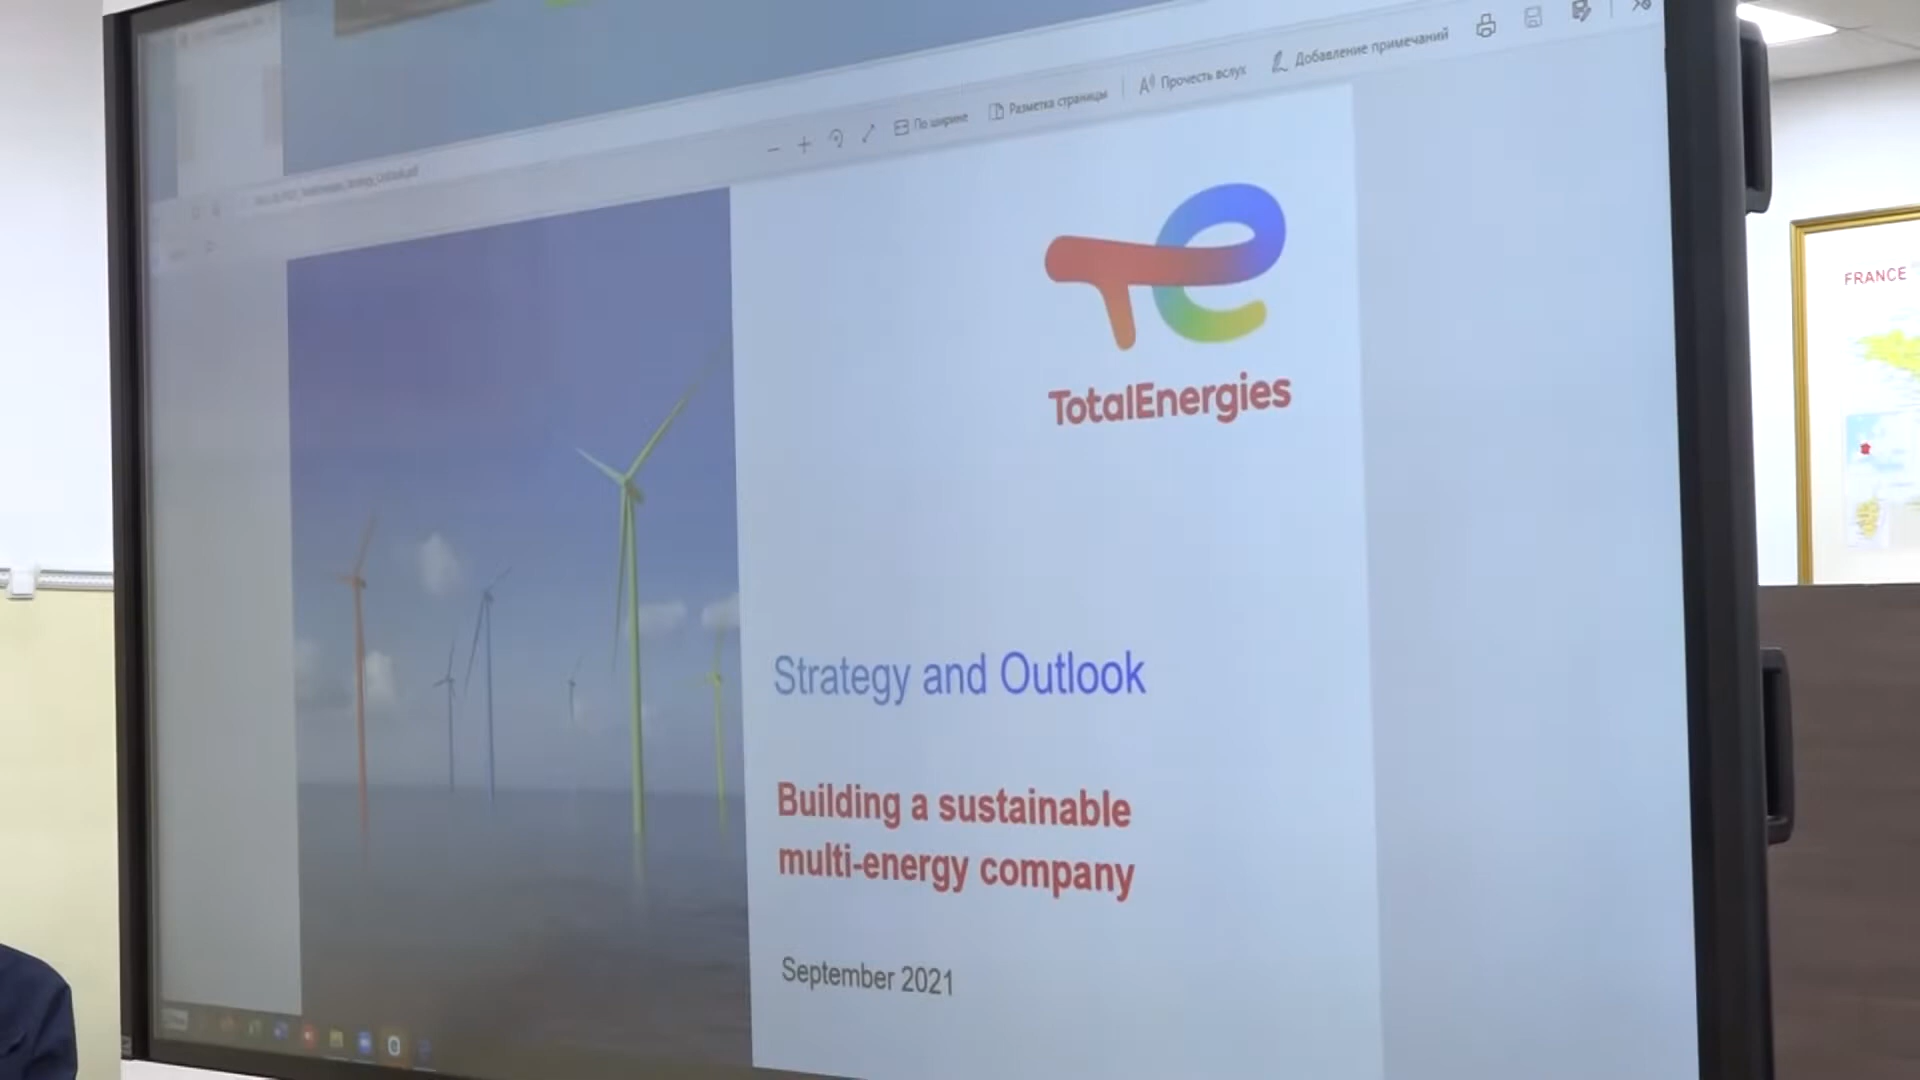 По ширине
Разметка страницы
Прочесть вслух
Добавление примечаний
TotalEnergies
Strategy and Outlook
Building a sustainable
multi-energy company
September 2021
FRANCE